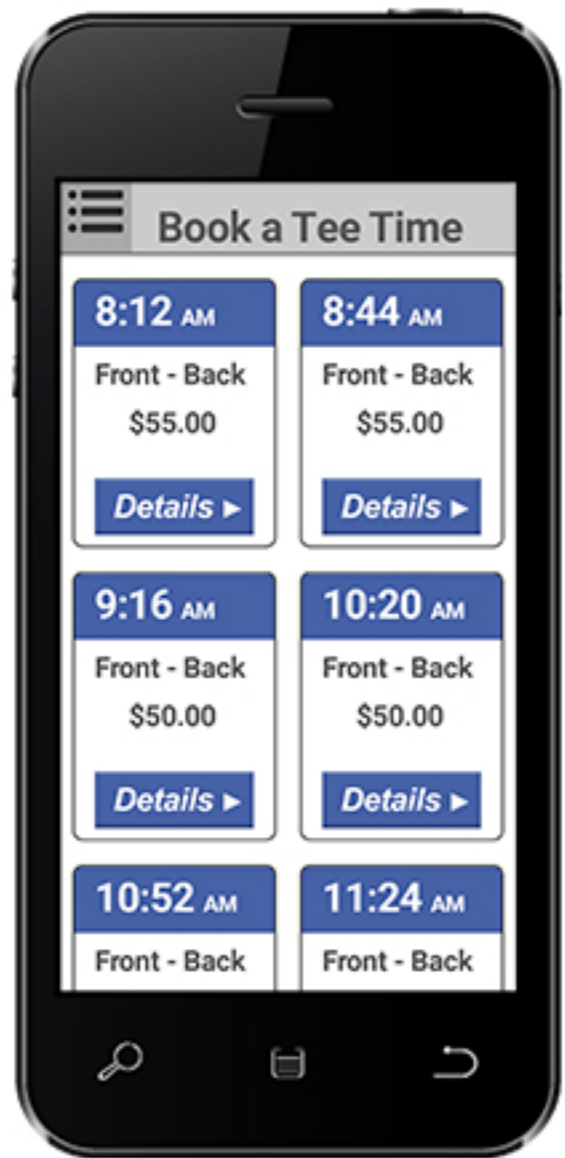 Book a Tee Time
8:12 AM
Front - Back
$55.00
Details ►
8:44 AM
Front - Back
$55.00
Details ►
9:16 AM
Front - Back
$50.00
Details ►
10:20 AM
Front - Back
$50.00
Details ►
10:52 AM
Front - Back
11:24 AM
Front - Back